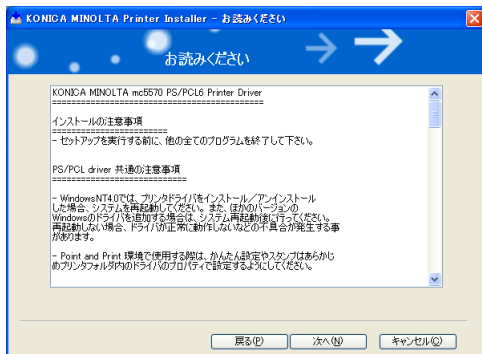 KONICA MINOLTA Printer Installer - お読みください
お読みください
KONICA MINOLTA mc5570 PS/PCL6 Printer Driver
============================================
インストールの注意事項
========================
- セットアップを実行する前に、他の全てのプログラムを終了して下さい。
PS/PCL driver 共通の注意事項
============================
- WindowsNT4.0では、プリンタドライバをインストール／アンインストール
した場合、システムを再起動してください。また、ほかのバージョンの
Windowsのドライバを追加する場合は、システム再起動後に行ってください。
再起動しない場合、ドライバが正常に動作しないなどの不具合が発生する事
があります。
- Point and Print 環境で使用する際は、かんたん設定やスタンプはあらかじ
めプリンタフォルダ内のドライバのプロパティで設定するようにしてください。
戻る(P)
次へ(N)
キャンセル(C)